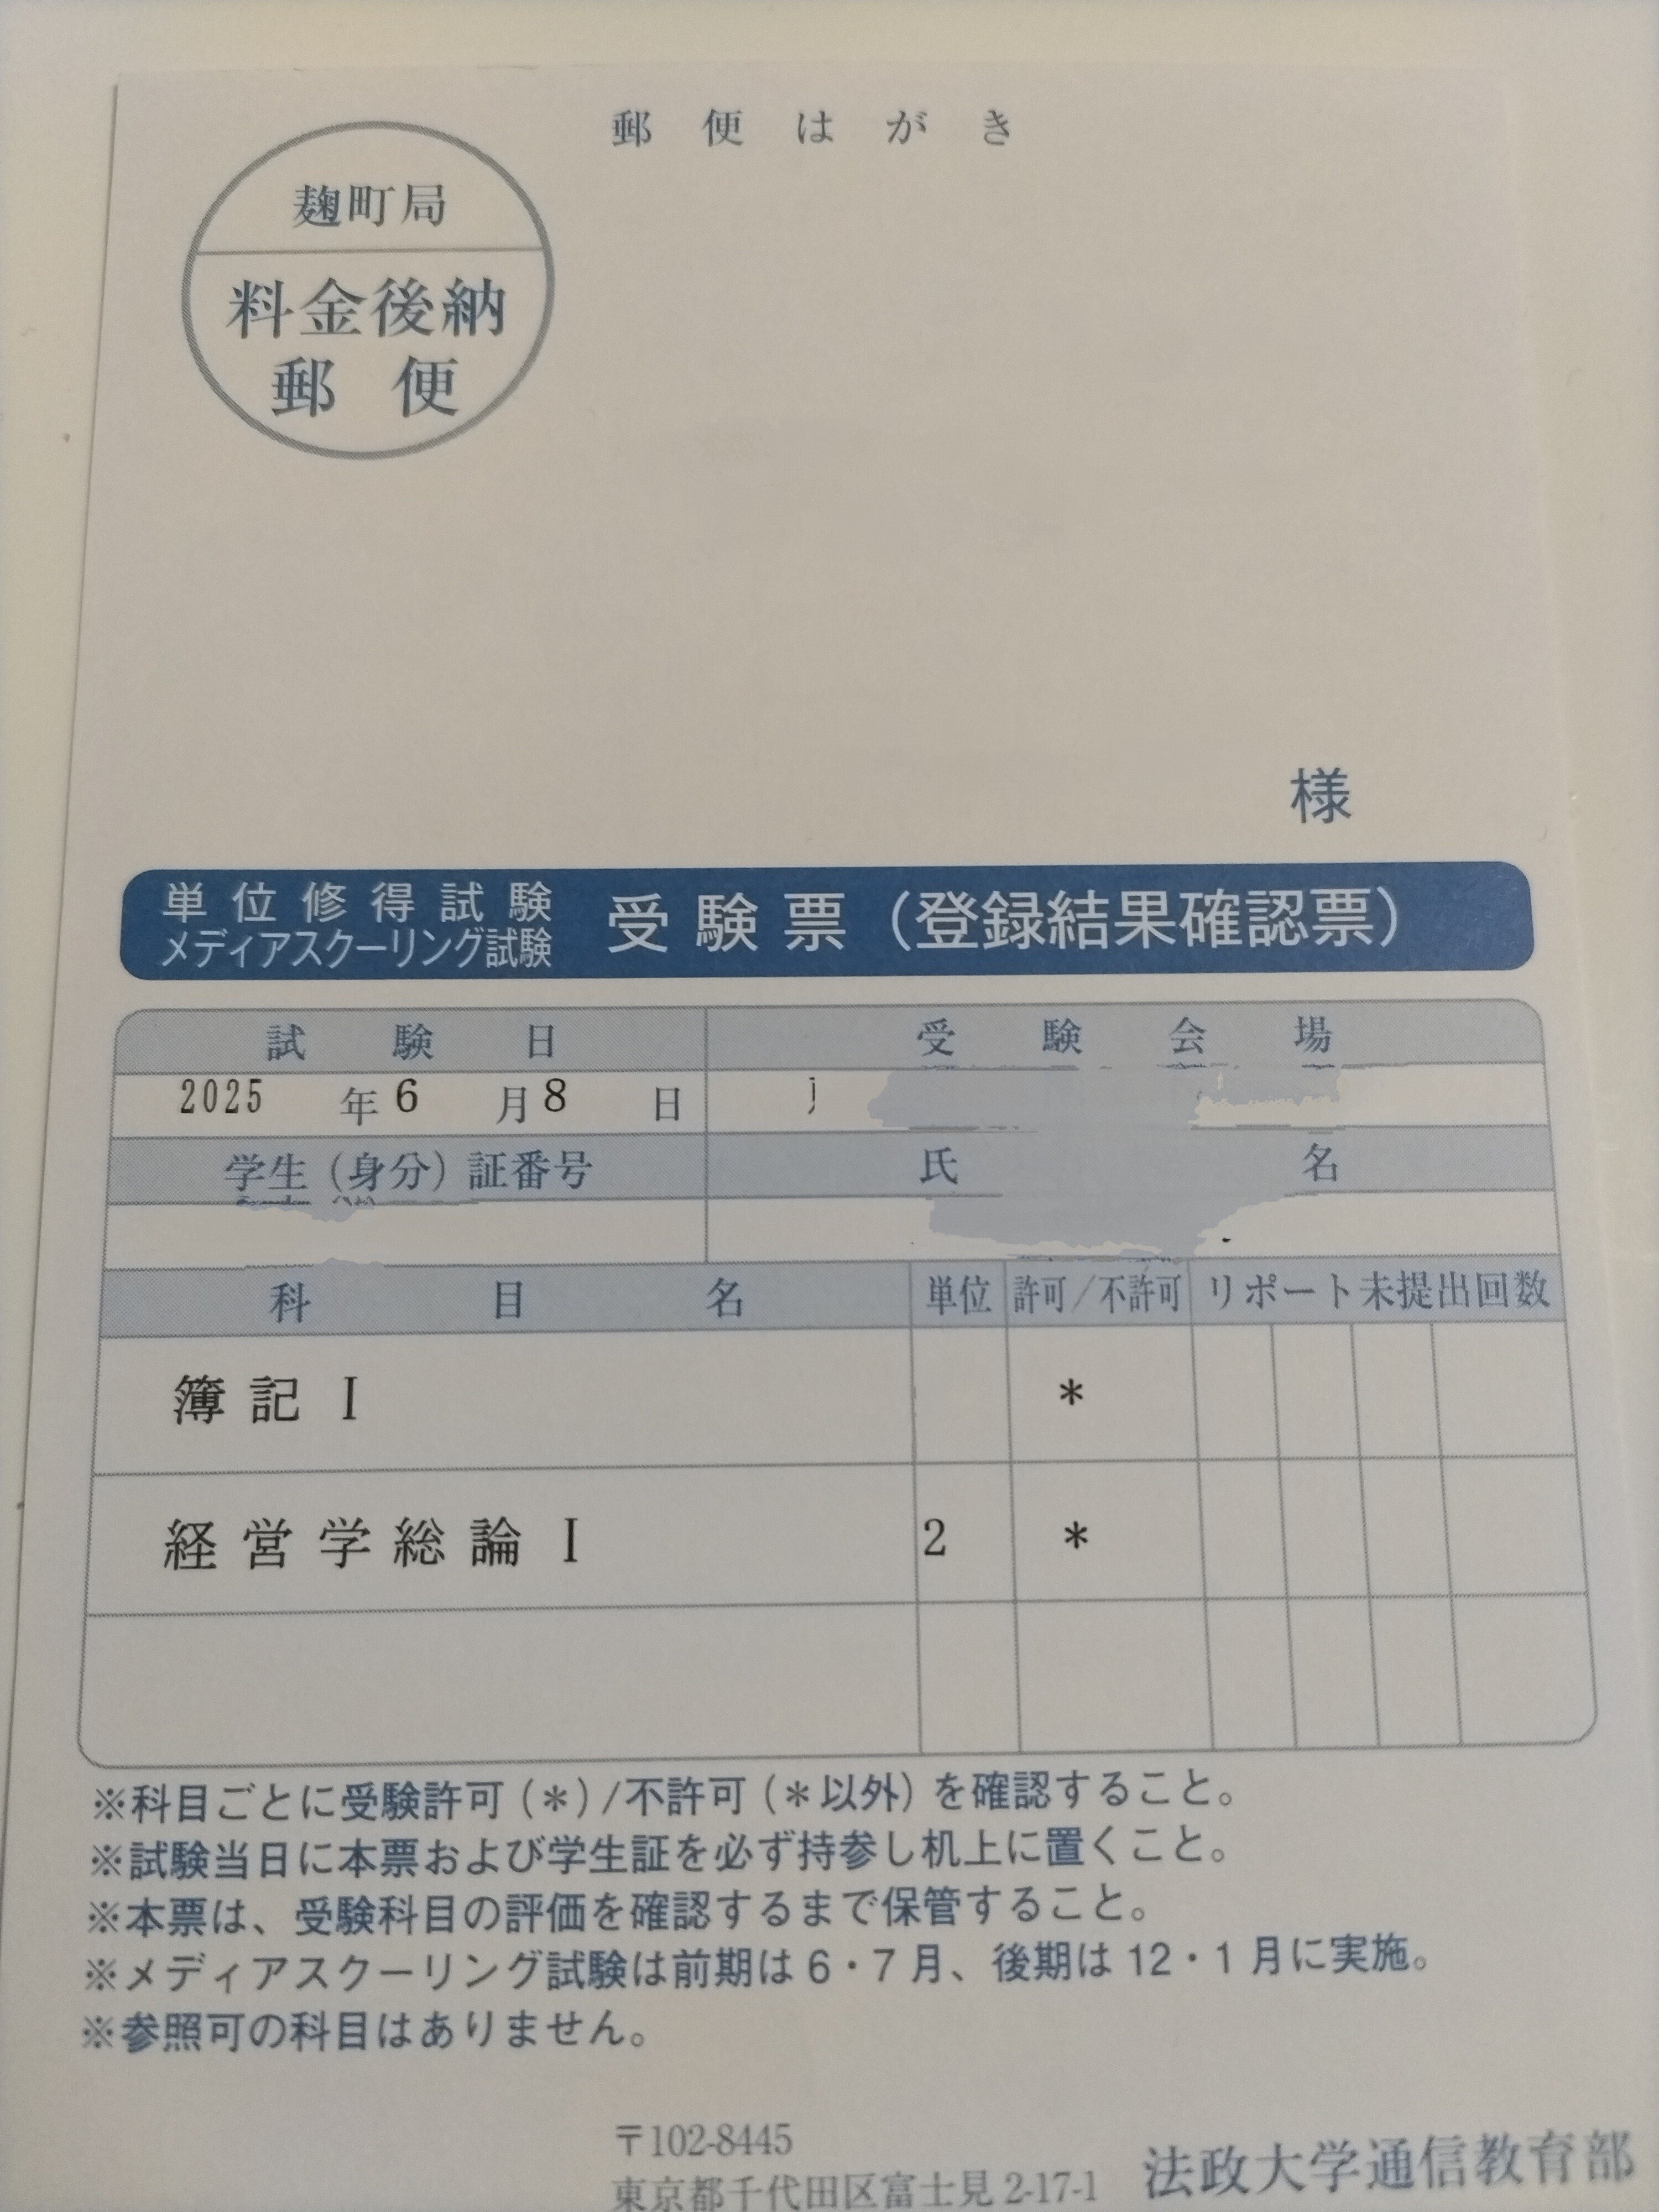 郵便はがき
麹町局
料金後納
郵便
様
単位修得試験
メディアスクーリング試験
受験票（登録結果確認票）
試験日 受験会場
2025年6月8日
学生（身分）証番号 氏名
科目名 単位 許可／不許可 リポート未提出回数
簿記Ⅰ *
経営学総論Ⅰ 2 *
※科目ごとに受験許可（＊）/不許可（＊以外）を確認すること。
※試験当日に本票および学生証を必ず持参し机上に置くこと。
※本票は、受験科目の評価を確認するまで保管すること。
※メディアスクーリング試験は前期は6・7月、後期は12・1月に実施。
※参照可の科目はありません。
〒102-8445
東京都千代田区富士見2-17-1 法政大学通信教育部